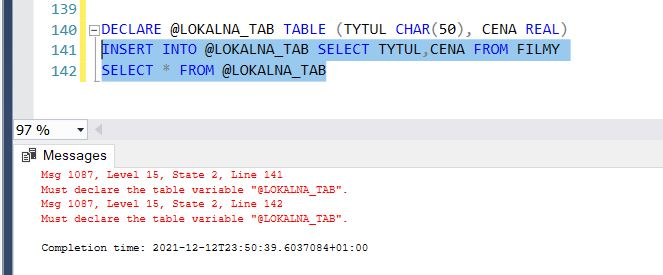 139
140 DECLARE @LOKALNA_TAB TABLE (TYTUL CHAR(50), CENA REAL)
141 INSERT INTO @LOKALNA_TAB SELECT TYTUL,CENA FROM FILMY
142 SELECT * FROM @LOKALNA_TAB
97 %
Messages
Msg 1087, Level 15, State 2, Line 141
Must declare the table variable "@LOKALNA_TAB".
Msg 1087, Level 15, State 2, Line 142
Must declare the table variable "@LOKALNA_TAB".
Completion time: 2021-12-12T23:50:39.6037084+01:00